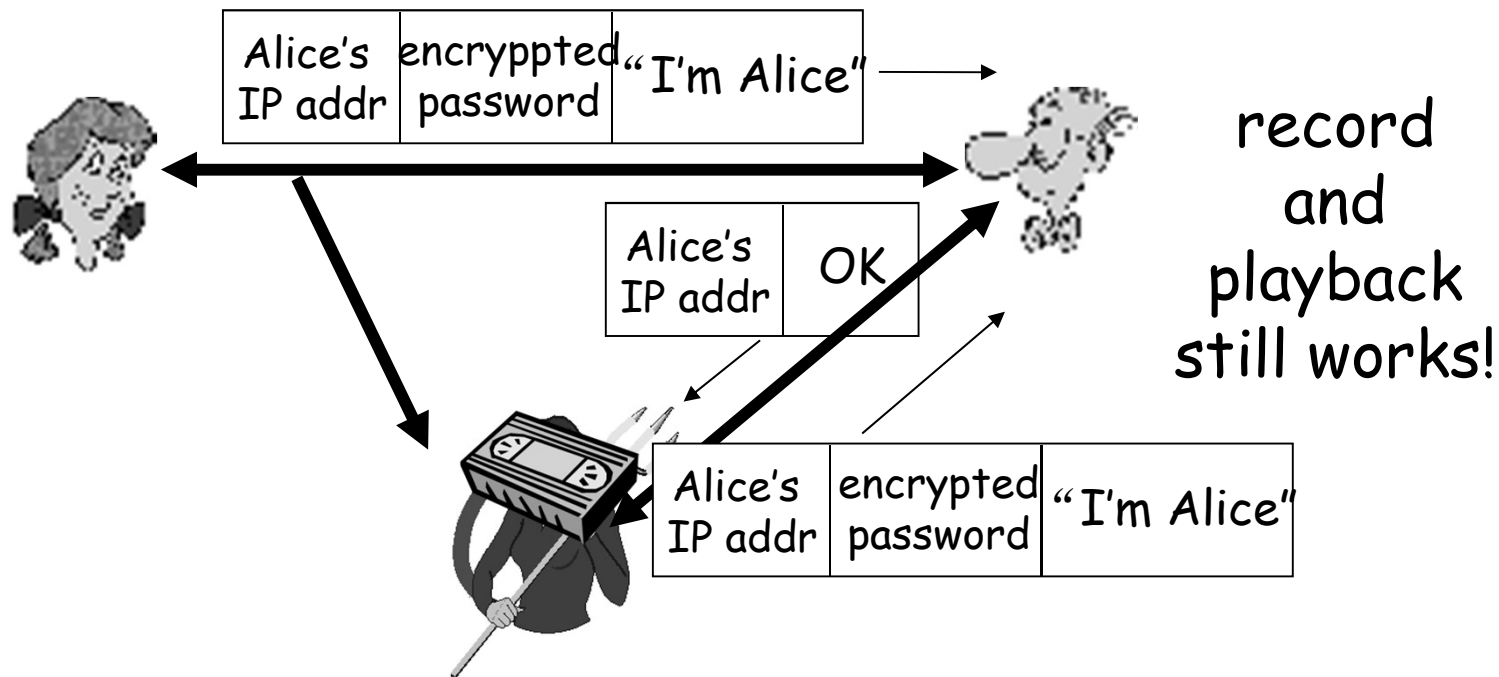 Alice's
IP addr
encryppted
password
“I'm Alice”
record
and
playback
still works!
Alice's
IP addr
OK
Alice's
IP addr
encrypted
password
“I'm Alice”